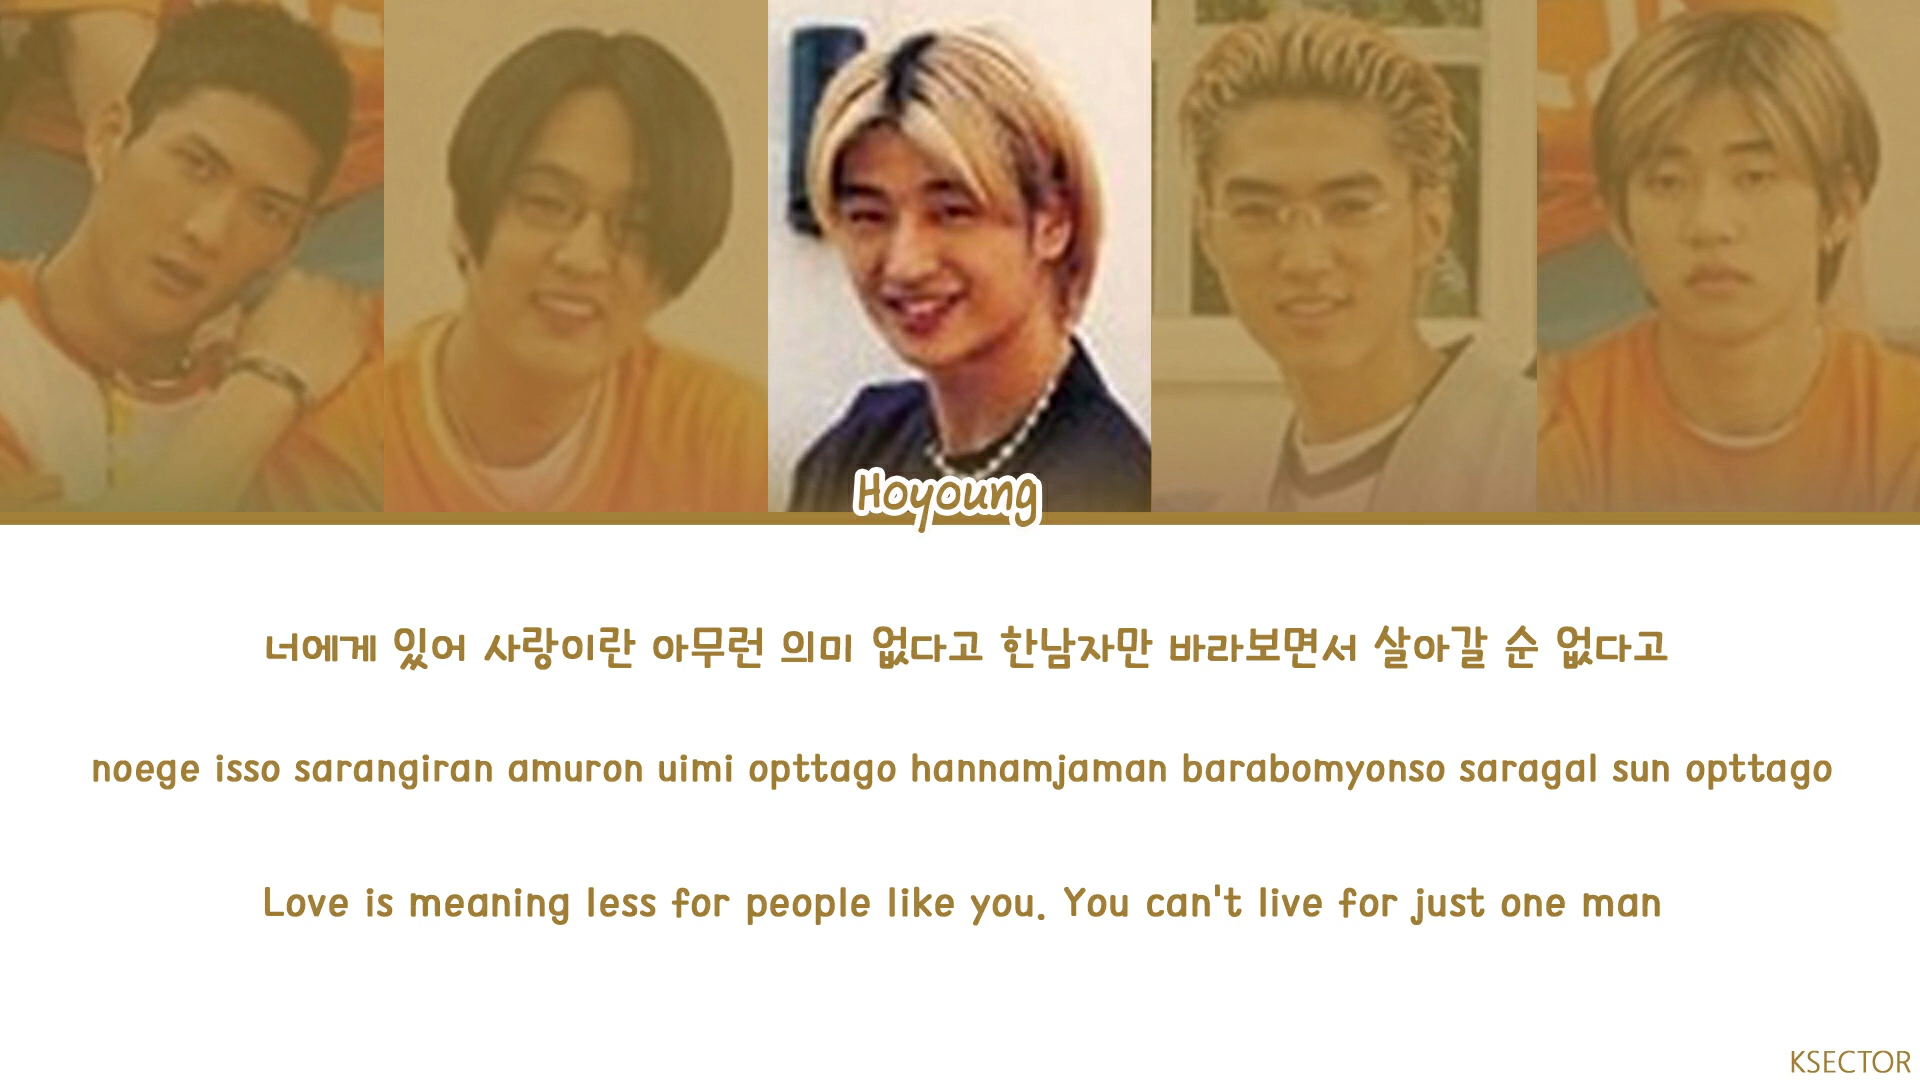 Hoyoung
너에게 있어 사랑이란 아무런 의미 없다고 한남자만 바라보면서 살아갈 순 없다고
noege isso sarangiran amuron uimi opttago hannamjaman barabomyonso saragal sun opttago
Love is meaning less for people like you. You can't live for just one man
KSECTOR